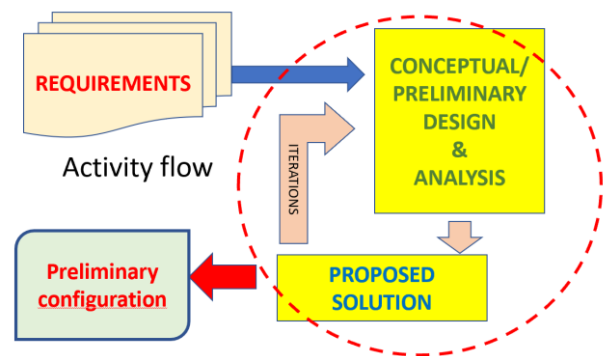 REQUIREMENTS
CONCEPTUAL/
PRELIMINARY
DESIGN
&
ANALYSIS
ITERATIONS
Activity flow
Preliminary
configuration
PROPOSED
SOLUTION